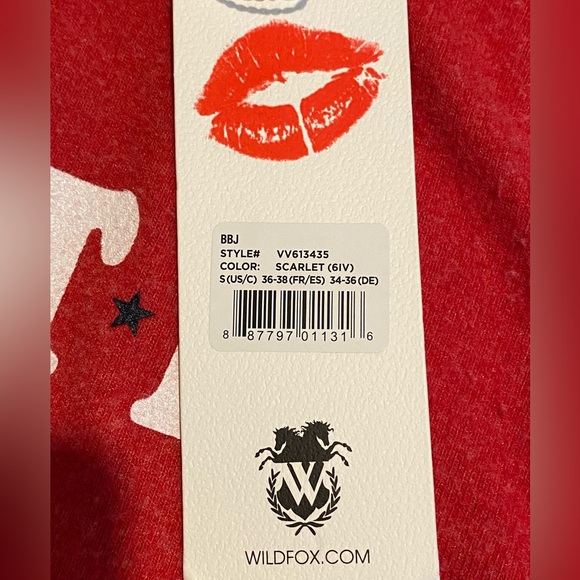 BBJ
STYLE# VV613435
COLOR: SCARLET (6IV)
S(US/C) 36-38(FR/ES) 34-36(DE)
8 87797 01131 6
W
WILDFOX.COM